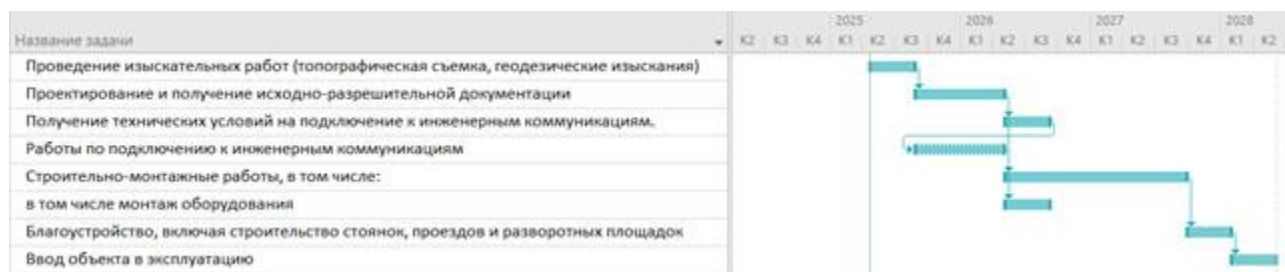 2025 2026 2027 2028
Название задачи К2 К3 К4 К1 К2 К3 К4 К1 К2 К3 К4 К1 К2 К3 К4 К1 К2
Проведение изыскательных работ (топографическая съемка, геодезические изыскания)
Проектирование и получение исходно-разрешительной документации
Получение технических условий на подключение к инженерным коммуникациям.
Работы по подключению к инженерным коммуникациям
Строительно-монтажные работы, в том числе:
в том числе монтаж оборудования
Благоустройство, включая строительство стоянок, проездов и разворотных площадок
Ввод объекта в эксплуатацию